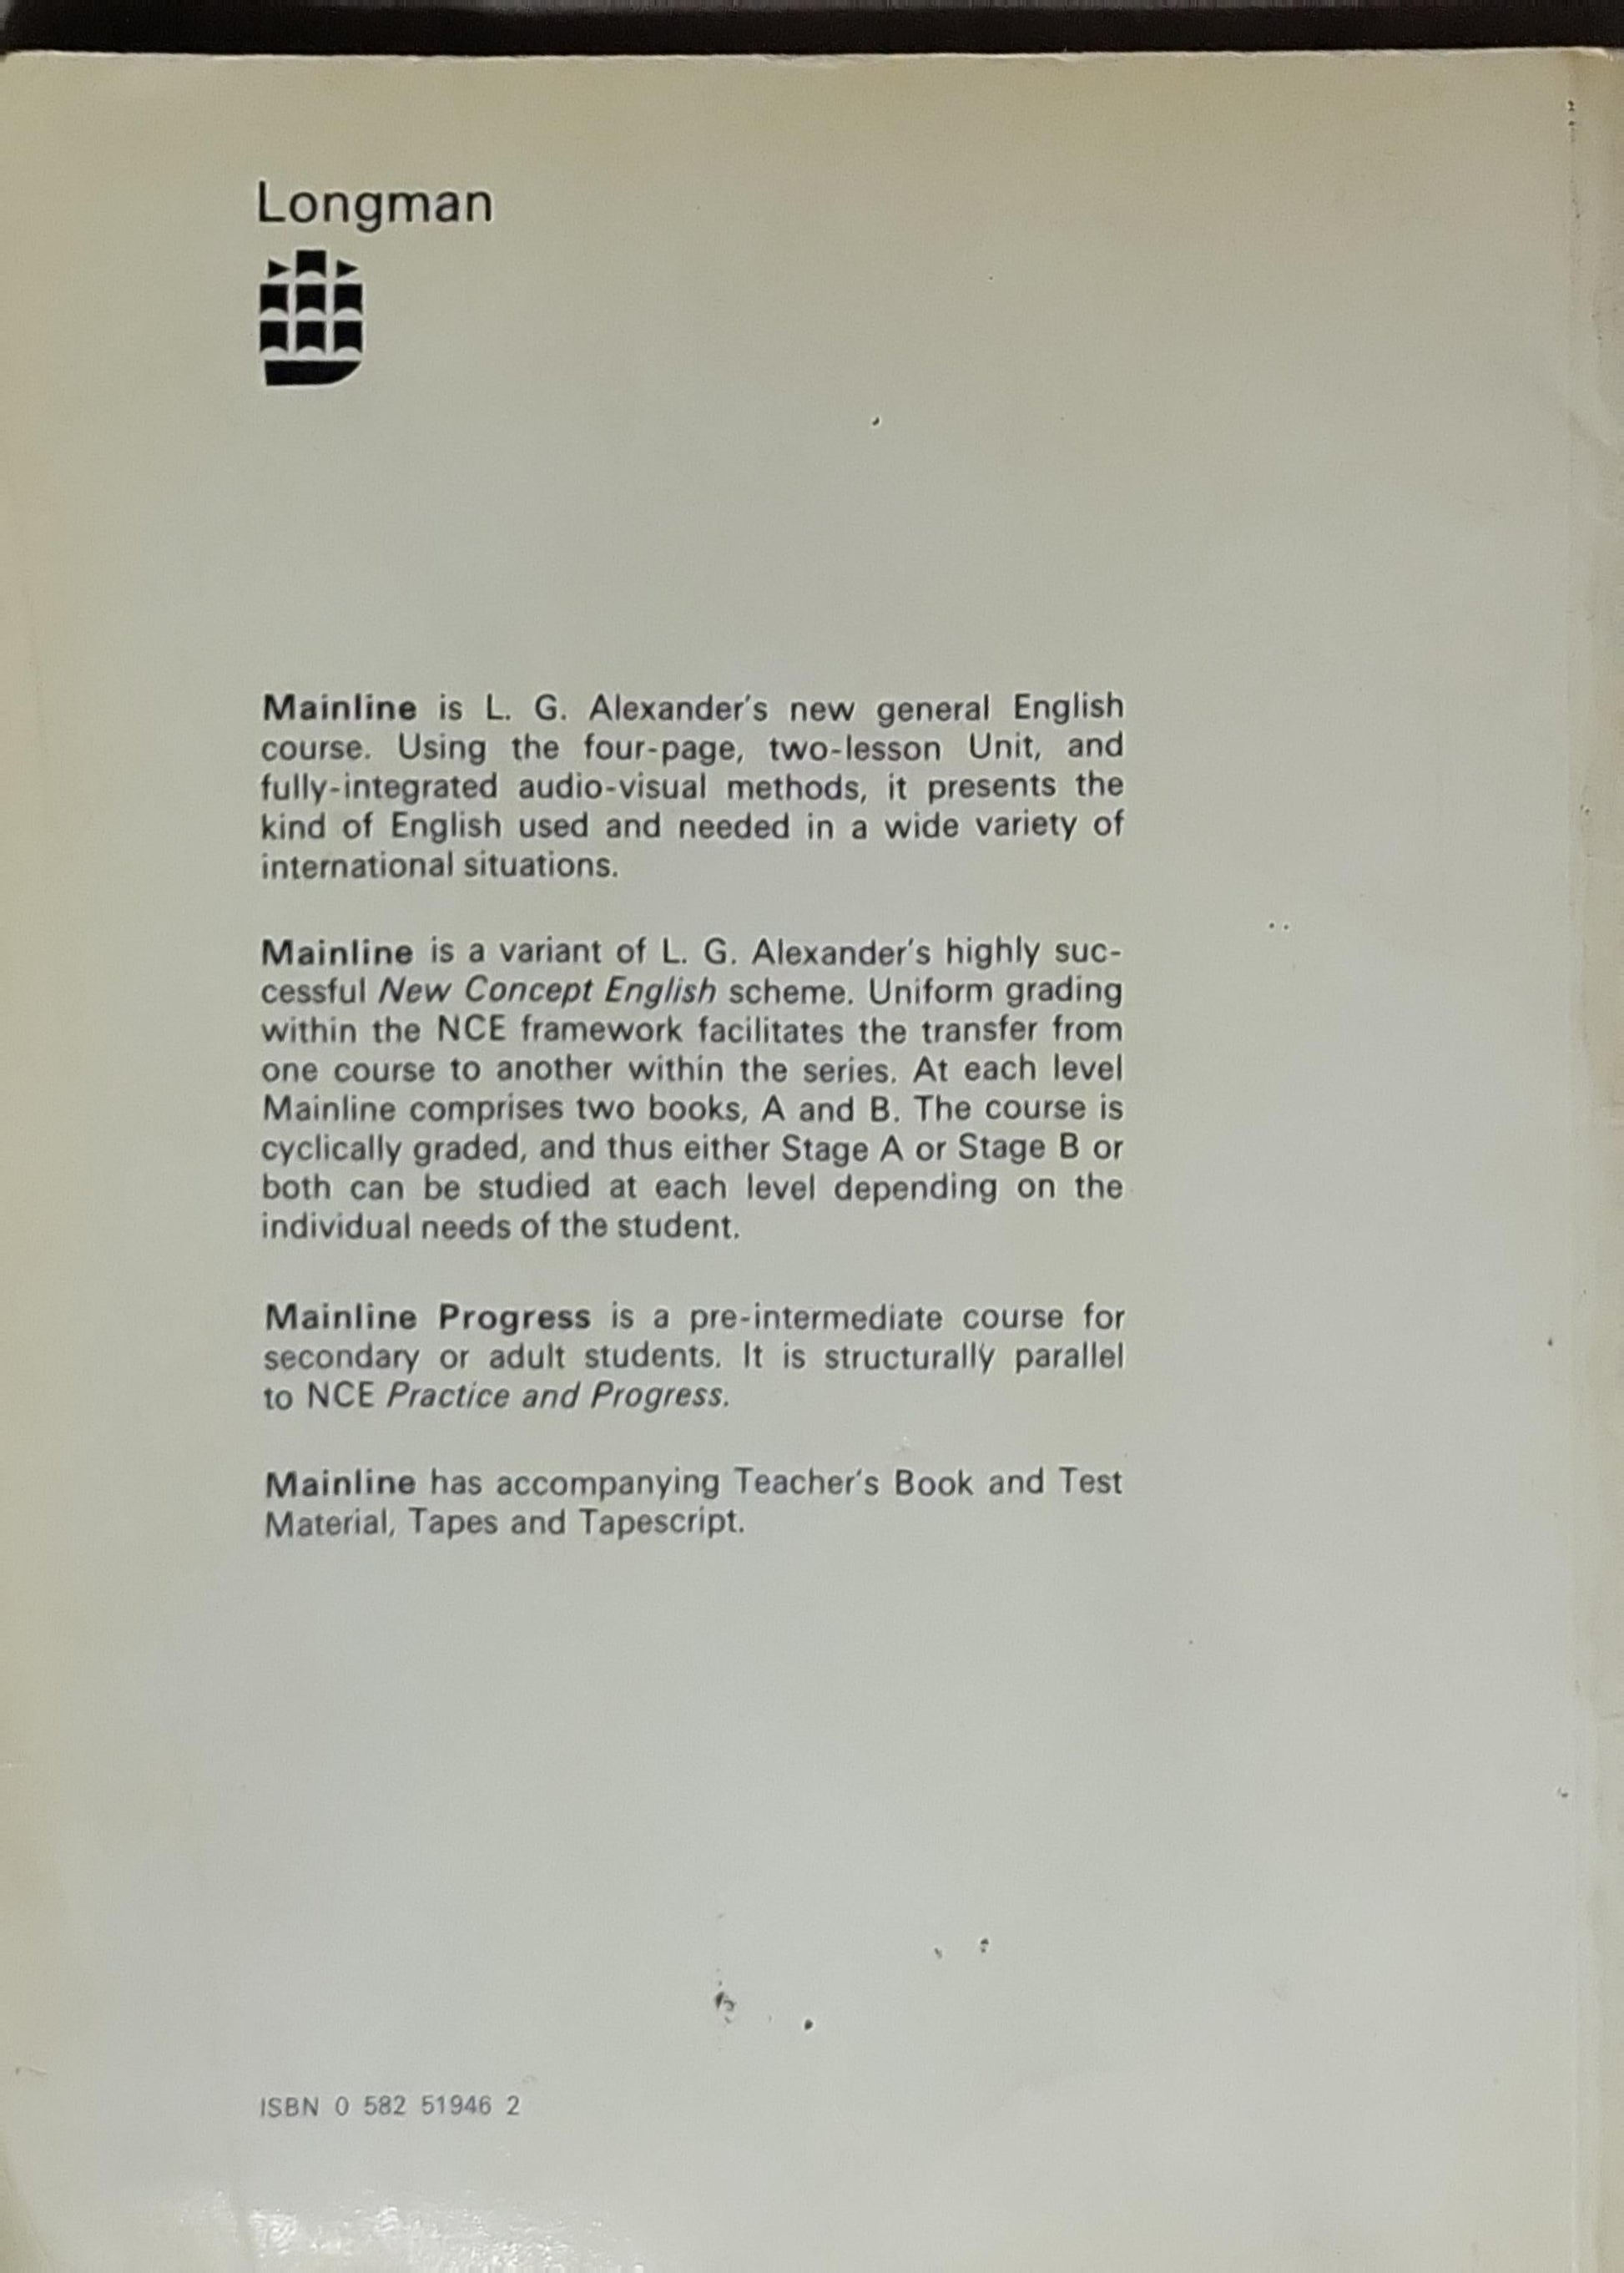 Longman
Mainline is L. G. Alexander's new general English
course. Using the four-page, two-lesson Unit, and
fully-integrated audio-visual methods, it presents the
kind of English used and needed in a wide variety of
international situations.
Mainline is a variant of L. G. Alexander's highly suc-
cessful New Concept English scheme. Uniform grading
within the NCE framework facilitates the transfer from
one course to another within the series. At each level
Mainline comprises two books, A and B. The course is
cyclically graded, and thus either Stage A or Stage B or
both can be studied at each level depending on the
individual needs of the student.
Mainline Progress is a pre-intermediate course for
secondary or adult students. It is structurally parallel
to NCE Practice and Progress.
Mainline has accompanying Teacher's Book and Test
Material, Tapes and Tapescript.
ISBN 0 582 51946 2